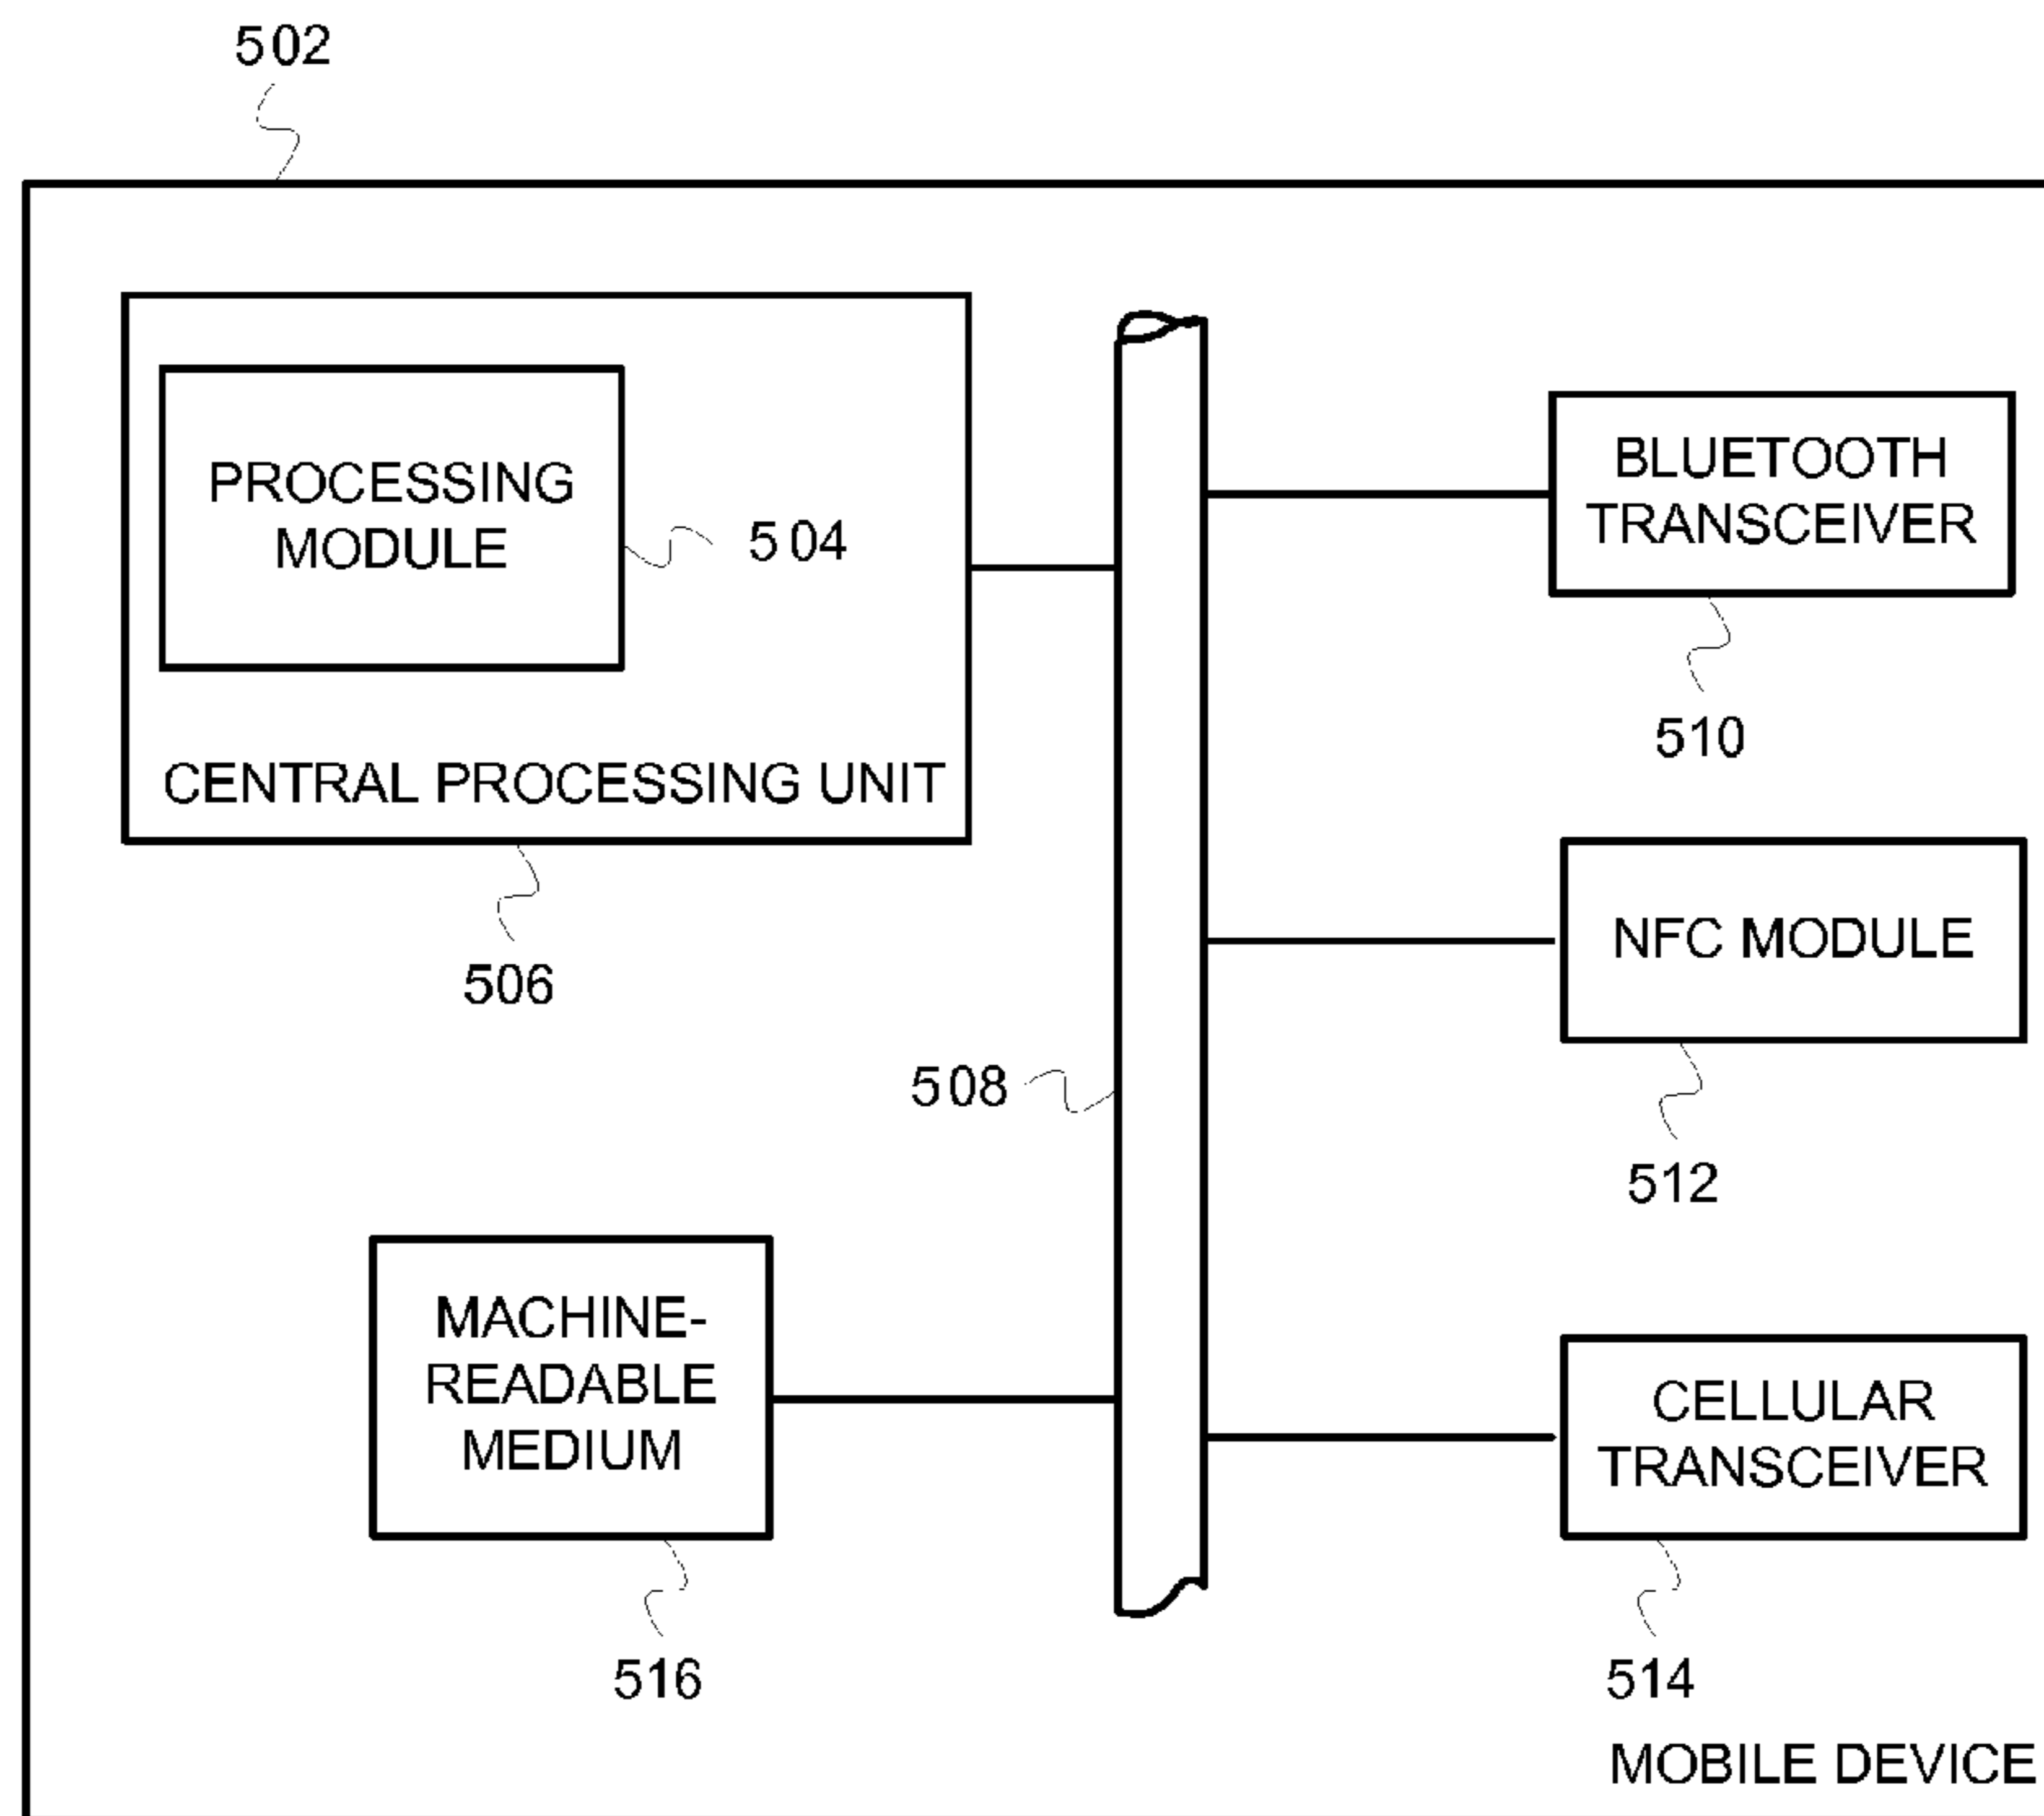 502
PROCESSING
MODULE
504
CENTRAL PROCESSING UNIT
506
508
BLUETOOTH
TRANSCEIVER
510
NFC MODULE
512
MACHINE-
READABLE
MEDIUM
516
CELLULAR
TRANSCEIVER
514
MOBILE DEVICE